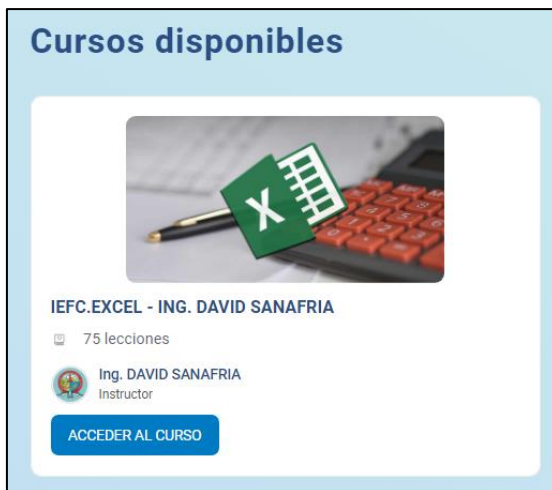 Cursos disponibles
X
IEFC.EXCEL - ING. DAVID SANAFRIA
75 lecciones
Ing. DAVID SANAFRIA
Instructor
ACCEDER AL CURSO